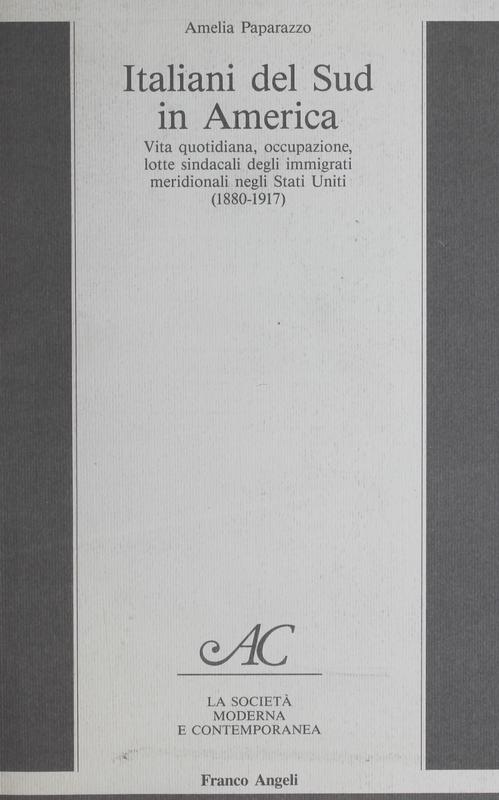 Amelia Paparazzo
Italiani del Sud
in America
Vita quotidiana, occupazione,
lotte sindacali degli immigrati
meridionali negli Stati Uniti
(1880-1917)
AC
LA SOCIETÀ
MODERNA
E CONTEMPORANEA
Franco Angeli